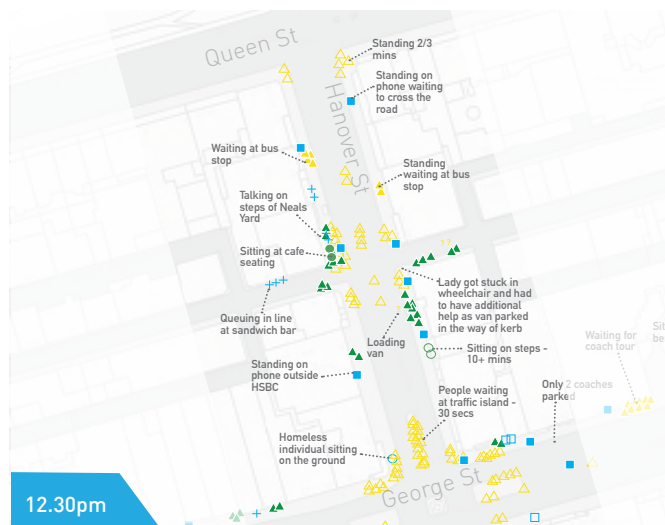 Queen St
Standing 2/3
mins
Standing on
phone waiting
to cross the
road
Hanover St
Waiting at bus
stop
Standing
waiting at bus
stop
Talking on
steps of Neals
Yard
Sitting at cafe
seating
Lady got stuck in
wheelchair and had
to have additional
help as van parked
in the way of kerb
Queuing in line
at sandwich bar
Loading
van
Sitting on steps -
10+ mins
Waiting for
coach tour
Sit
be
Standing on
phone outside
HSBC
People waiting
at traffic island -
30 secs
Only 2 coaches
parked
Homeless
individual sitting
on the ground
George St
12.30pm